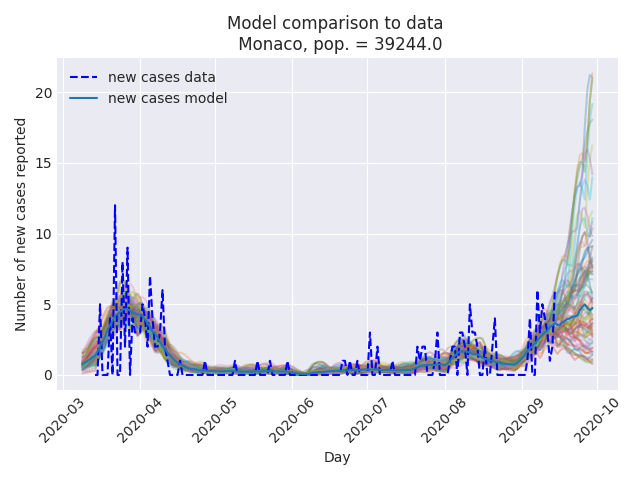 Model comparison to data
Monaco, pop. = 39244.0
new cases data
new cases model
Number of new cases reported
20
15
10
5
0
2020-03
2020-04
2020-05
2020-06
2020-07
2020-08
2020-09
2020-10
Day